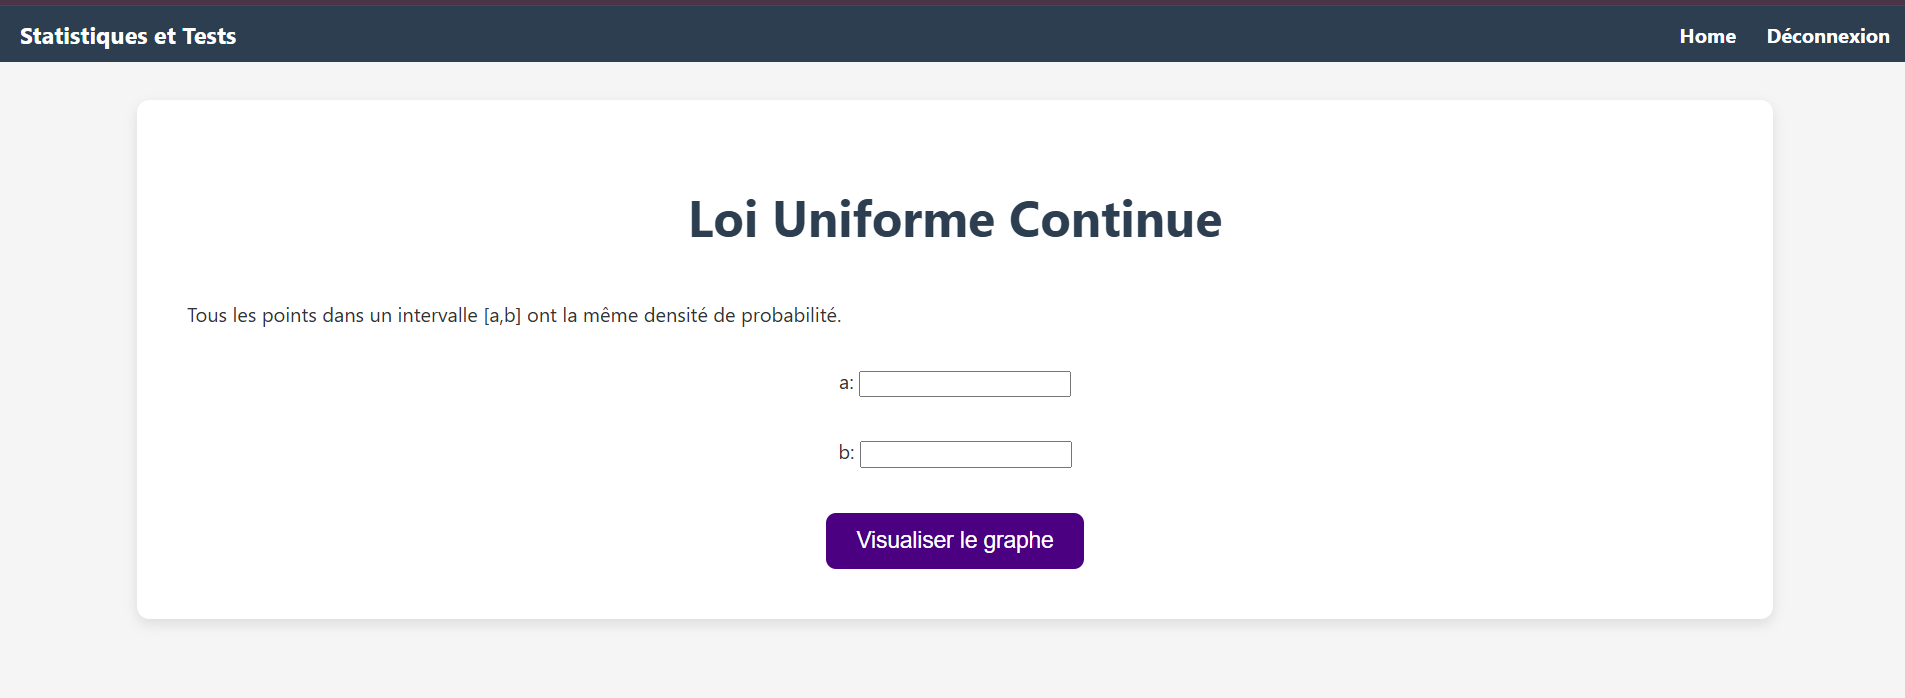 Statistiques et Tests
Home
Déconnexion
Loi Uniforme Continue
Tous les points dans un intervalle [a,b] ont la même densité de probabilité.
a:
b:
Visualiser le graphe